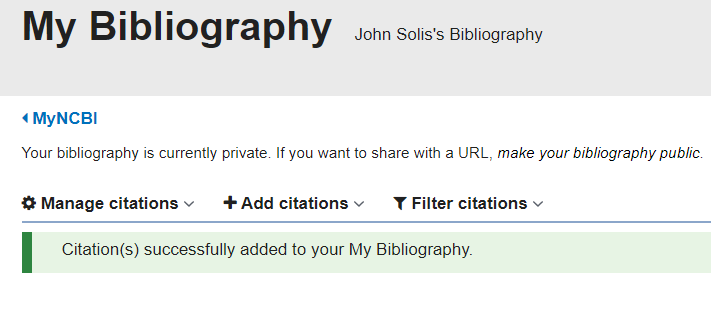 My Bibliography John Solis's Bibliography
MyNCBI
Your bibliography is currently private. If you want to share with a URL, make your bibliography public.
Manage citations Add citations Filter citations
Citation(s) successfully added to your My Bibliography.